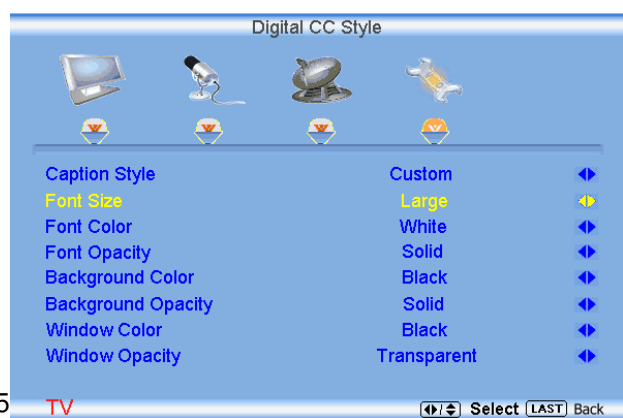 Digital CC Style
Caption Style Custom
Font Size Large
Font Color White
Font Opacity Solid
Background Color Black
Background Opacity Solid
Window Color Black
Window Opacity Transparent
5 TV Select LAST Back